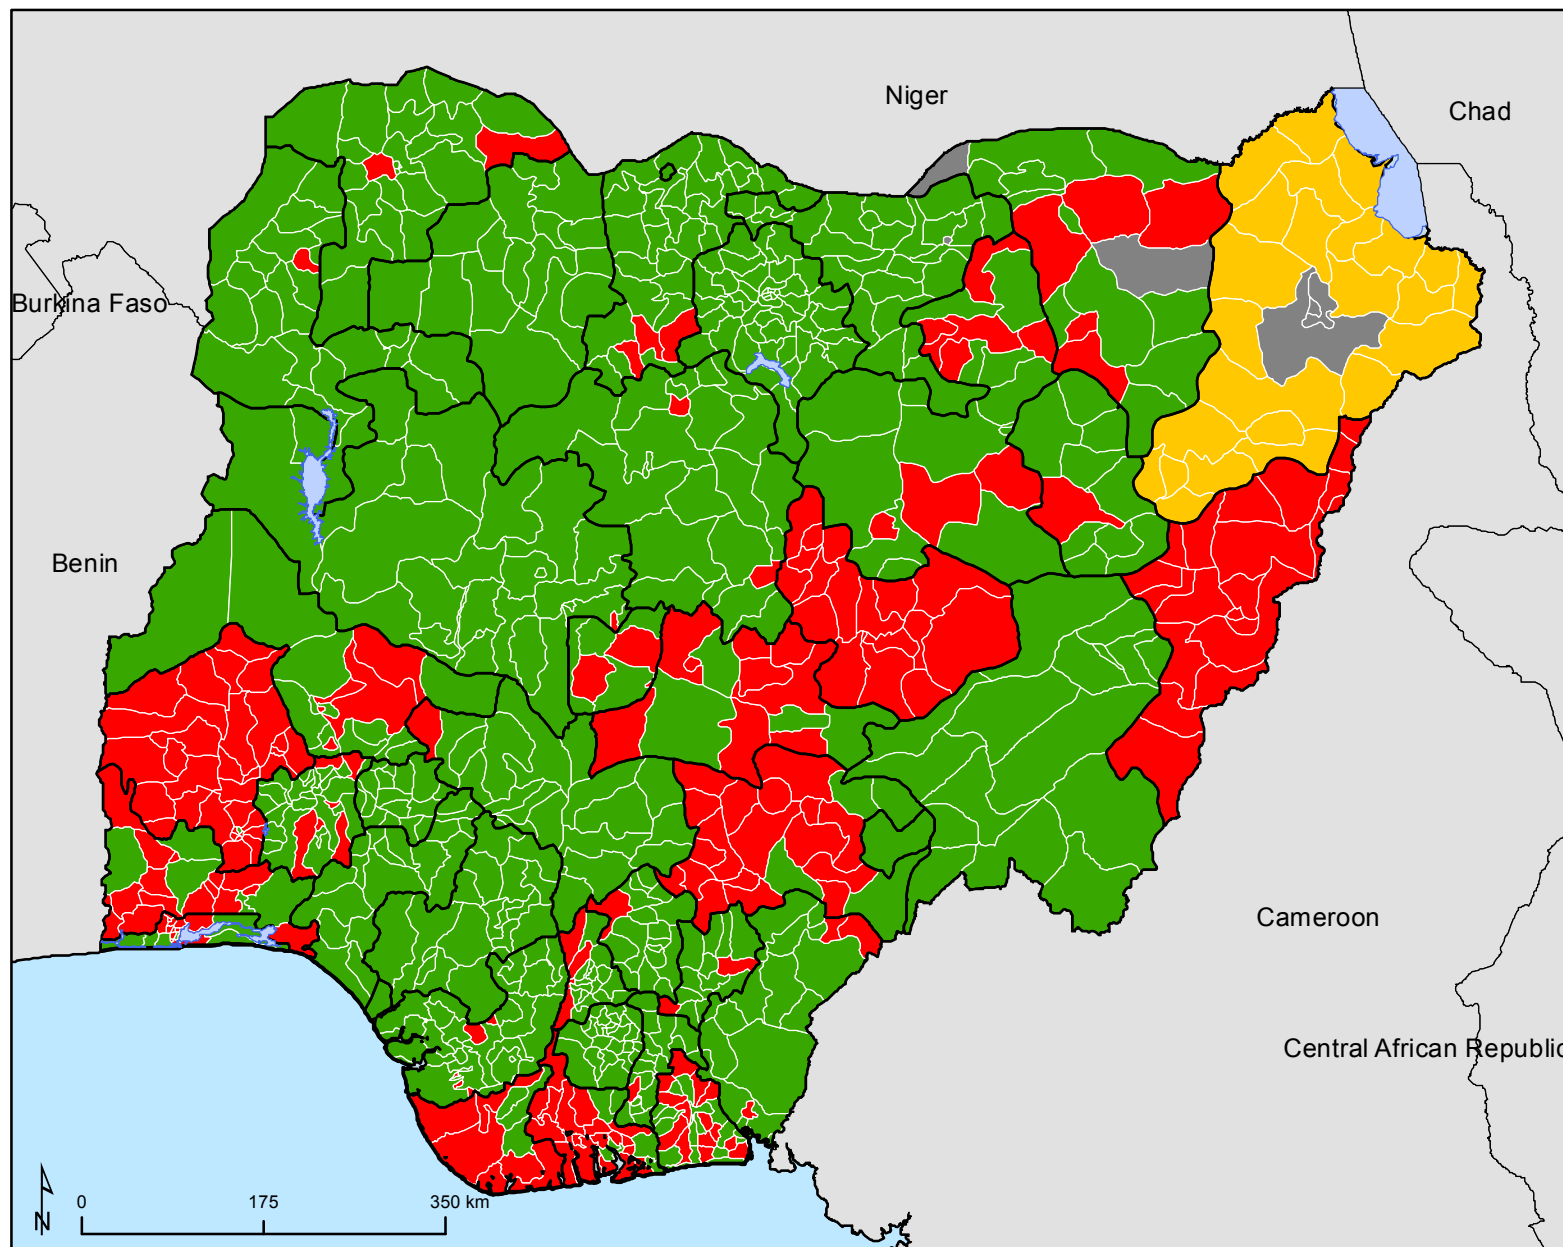 Niger
Chad
Burkina Faso
Benin
Cameroon
Central African Republic
N
0 175 350 km